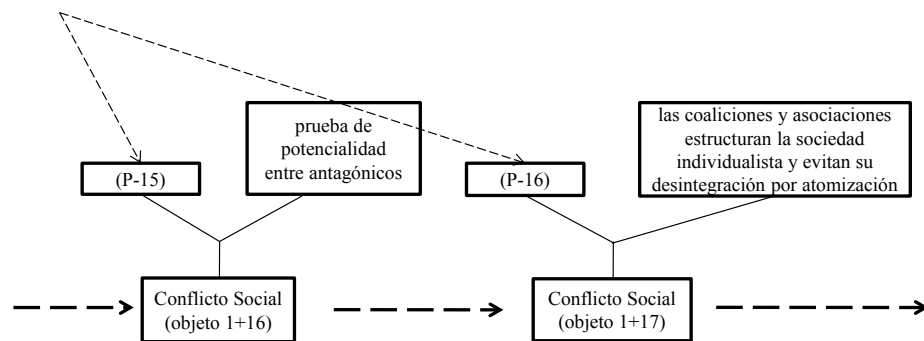 prueba de
potencialidad
entre antagónicos
las coaliciones y asociaciones
estructuran la sociedad
individualista y evitan su
desintegración por atomización
(P-15)
(P-16)
Conflicto Social
(objeto 1+16)
Conflicto Social
(objeto 1+17)